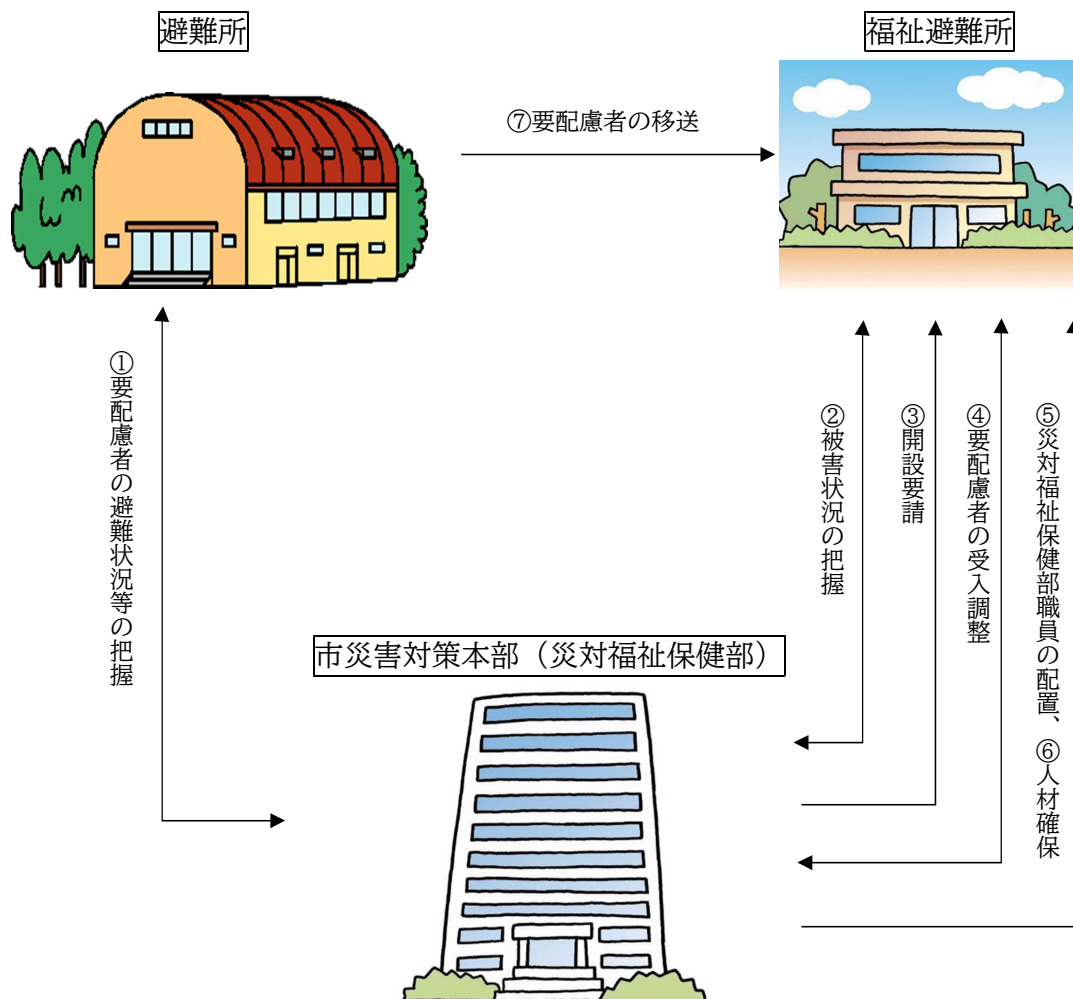 避難所
福祉避難所
⑦要配慮者の移送
①要配慮者の避難状況等の把握
②被害状況の把握
③開設要請
④要配慮者の受入調整
⑤災対福祉保健部職員の配置、⑥人材確保
市災害対策本部（災対福祉保健部）